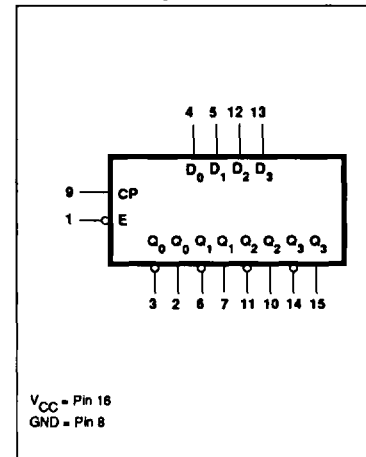 4 5 12 13
D0 D1 D2 D3
9 CP
1 E
Q0 Q0 Q1 Q1 Q2 Q2 Q3 Q3
3 2 6 7 11 10 14 15
VCC = Pin 16
GND = Pin 8